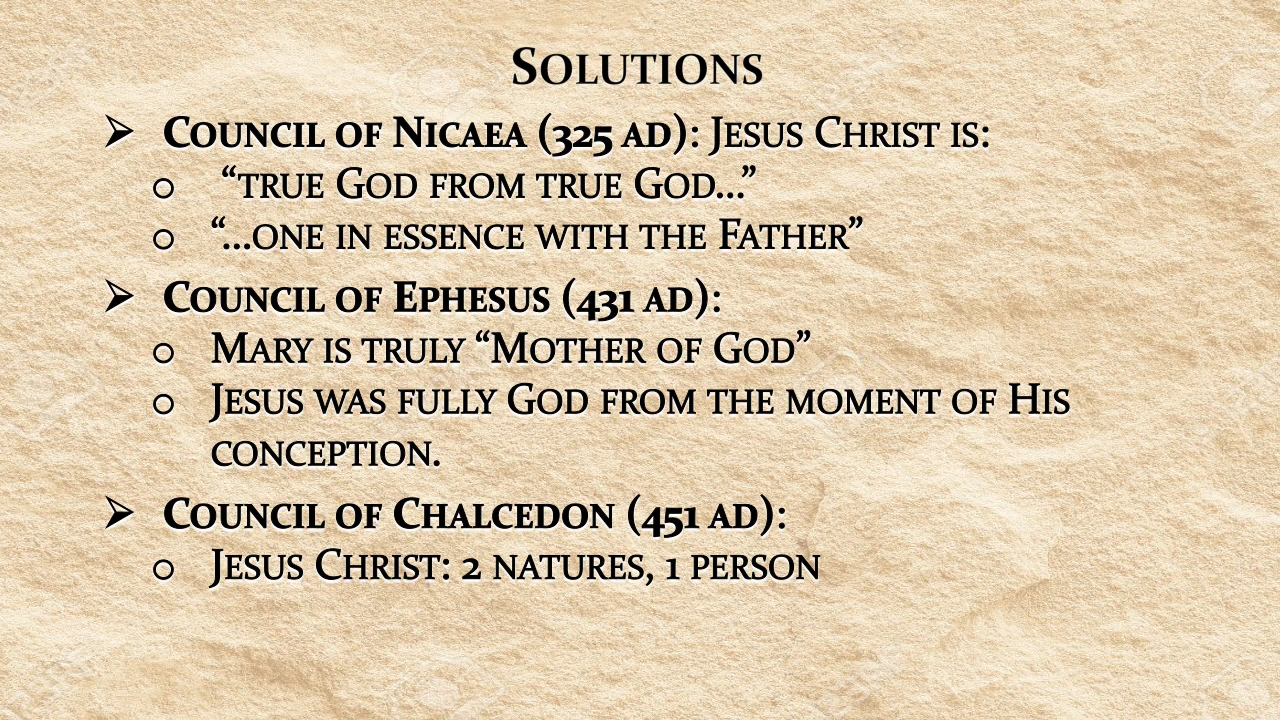 Solutions
➢ Council of Nicaea (325 ad): Jesus Christ is:
o “true God from true God…”
o “…one in essence with the Father”
➢ Council of Ephesus (431 ad):
o Mary is truly “Mother of God”
o Jesus was fully God from the moment of His
conception.
➢ Council of Chalcedon (451 ad):
o Jesus Christ: 2 natures, 1 person